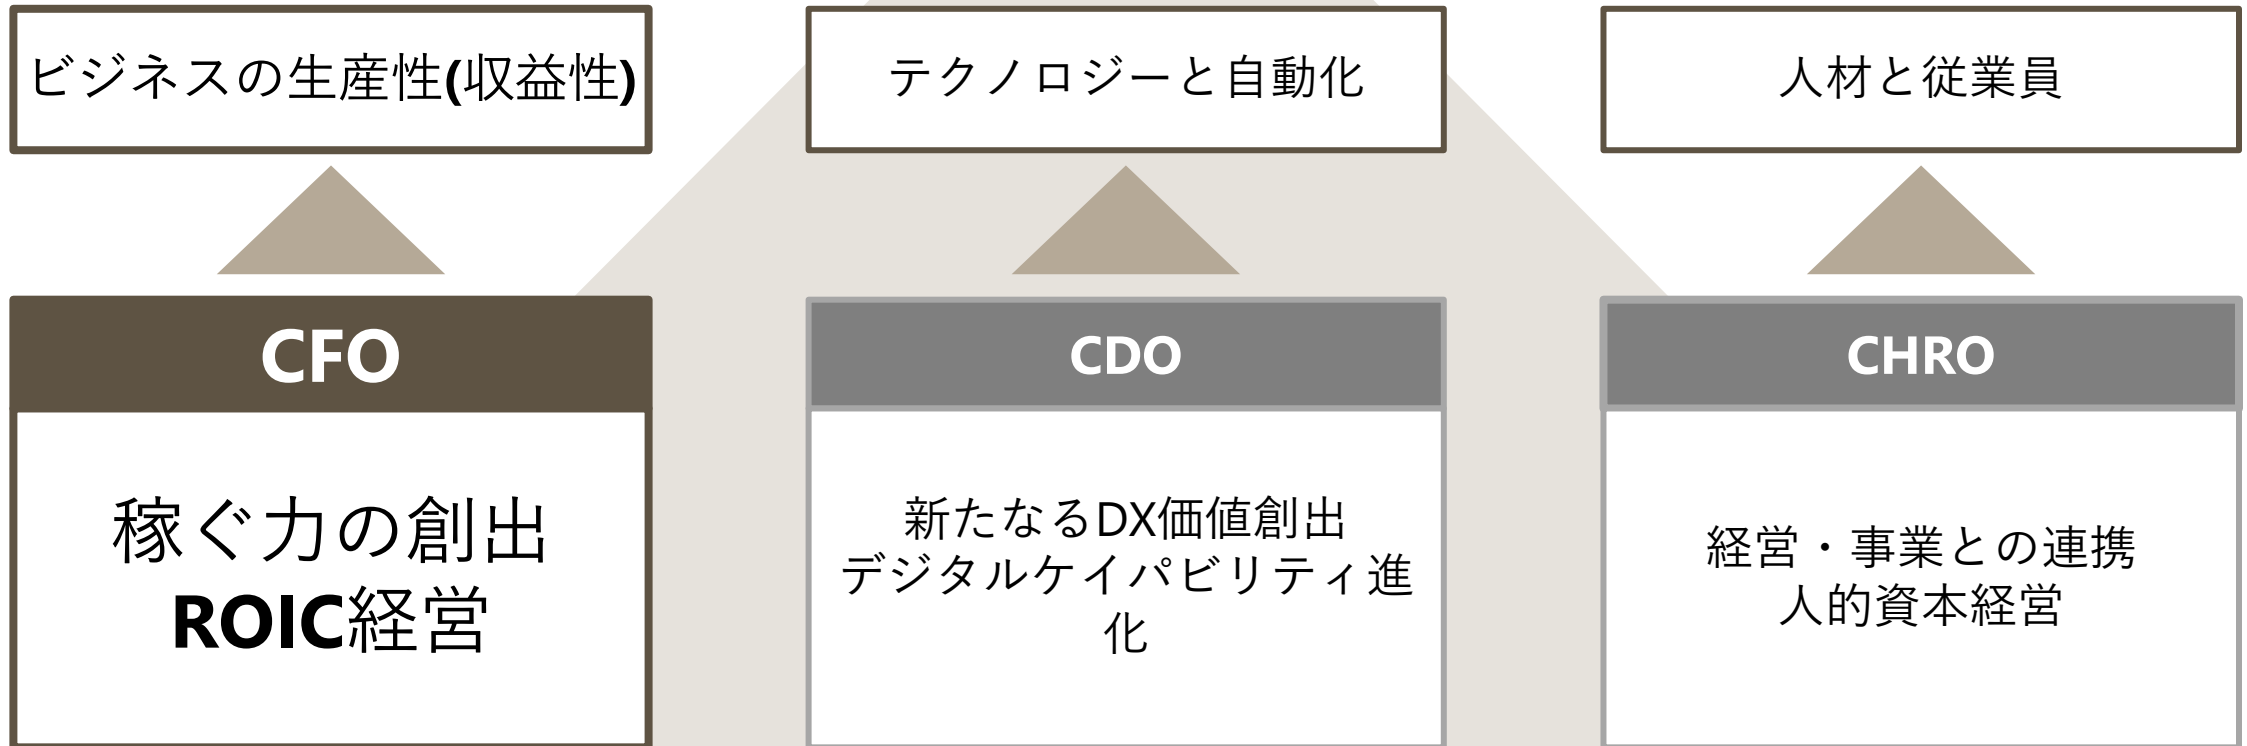 ビジネスの生産性(収益性)
テクノロジーと自動化
人材と従業員
CFO
CDO
CHRO
稼ぐ力の創出
ROIC経営
新たなるDX価値創出
デジタルケイパビリティ進
化
経営・事業との連携
人的資本経営